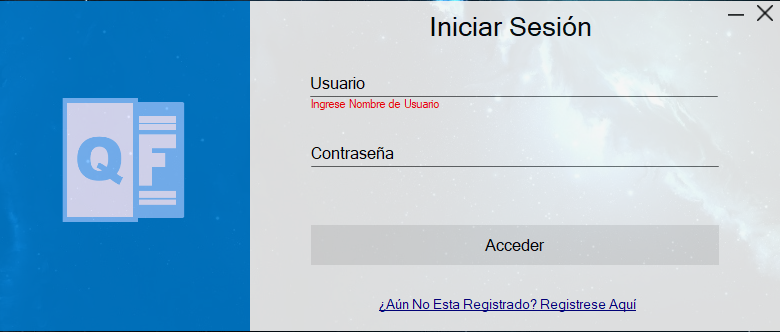 Iniciar Sesión
Usuario
Ingrese Nombre de Usuario
Contraseña
QF
Acceder
¿Aún No Esta Registrado? Registrese Aquí